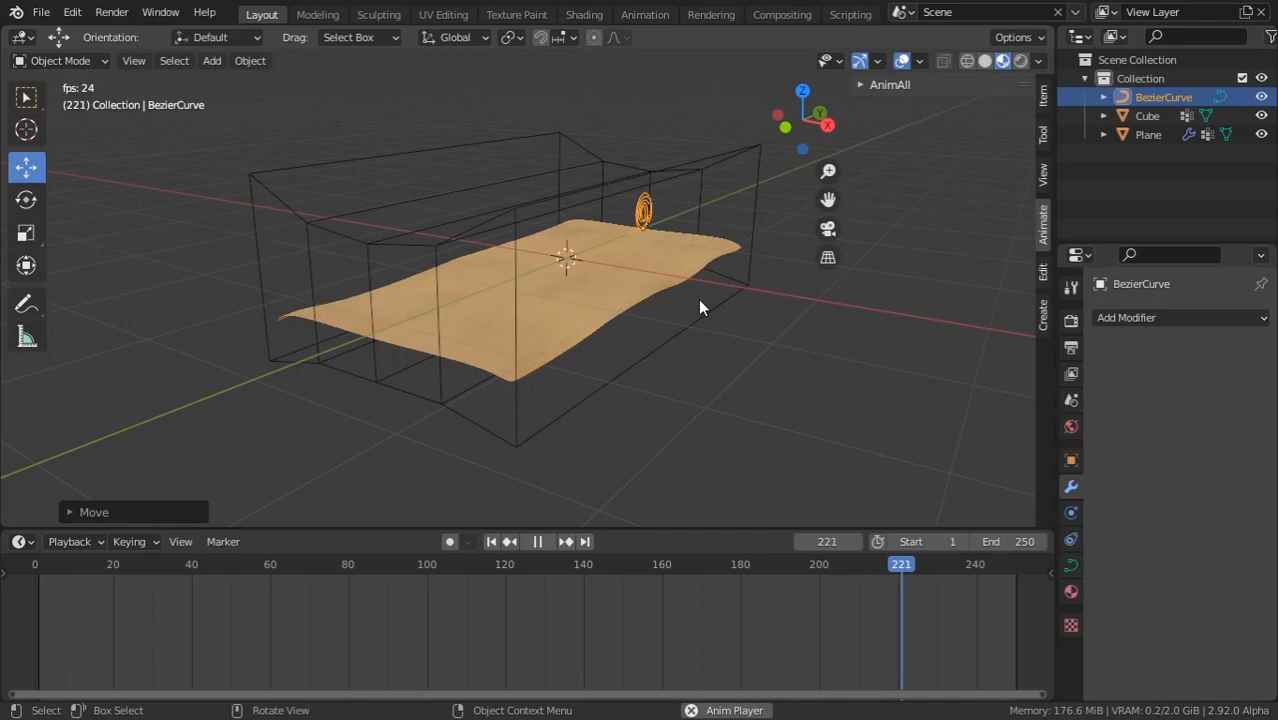 File Edit Render Window Help Layout Modeling Sculpting UV Editing Texture Paint Shading Animation Rendering Compositing Scripting Scene View Layer
Orientation: Default Drag: Select Box Global Options
Object Mode View Select Add Object
fps: 24
(221) Collection | BezierCurve
AnimAll
Z
Y
X
Item
Tool
View
Animate
Edit
Create
Scene Collection
Collection
BezierCurve
Cube
Plane
BezierCurve
Add Modifier
Move
Playback Keying View Marker 221 Start 1 End 250
0 20 40 60 80 100 120 140 160 180 200 221 240
Select Box Select Rotate View Object Context Menu Anim Player Memory: 176.6 MiB | VRAM: 0.2/2.0 GiB | 2.92.0 Alpha